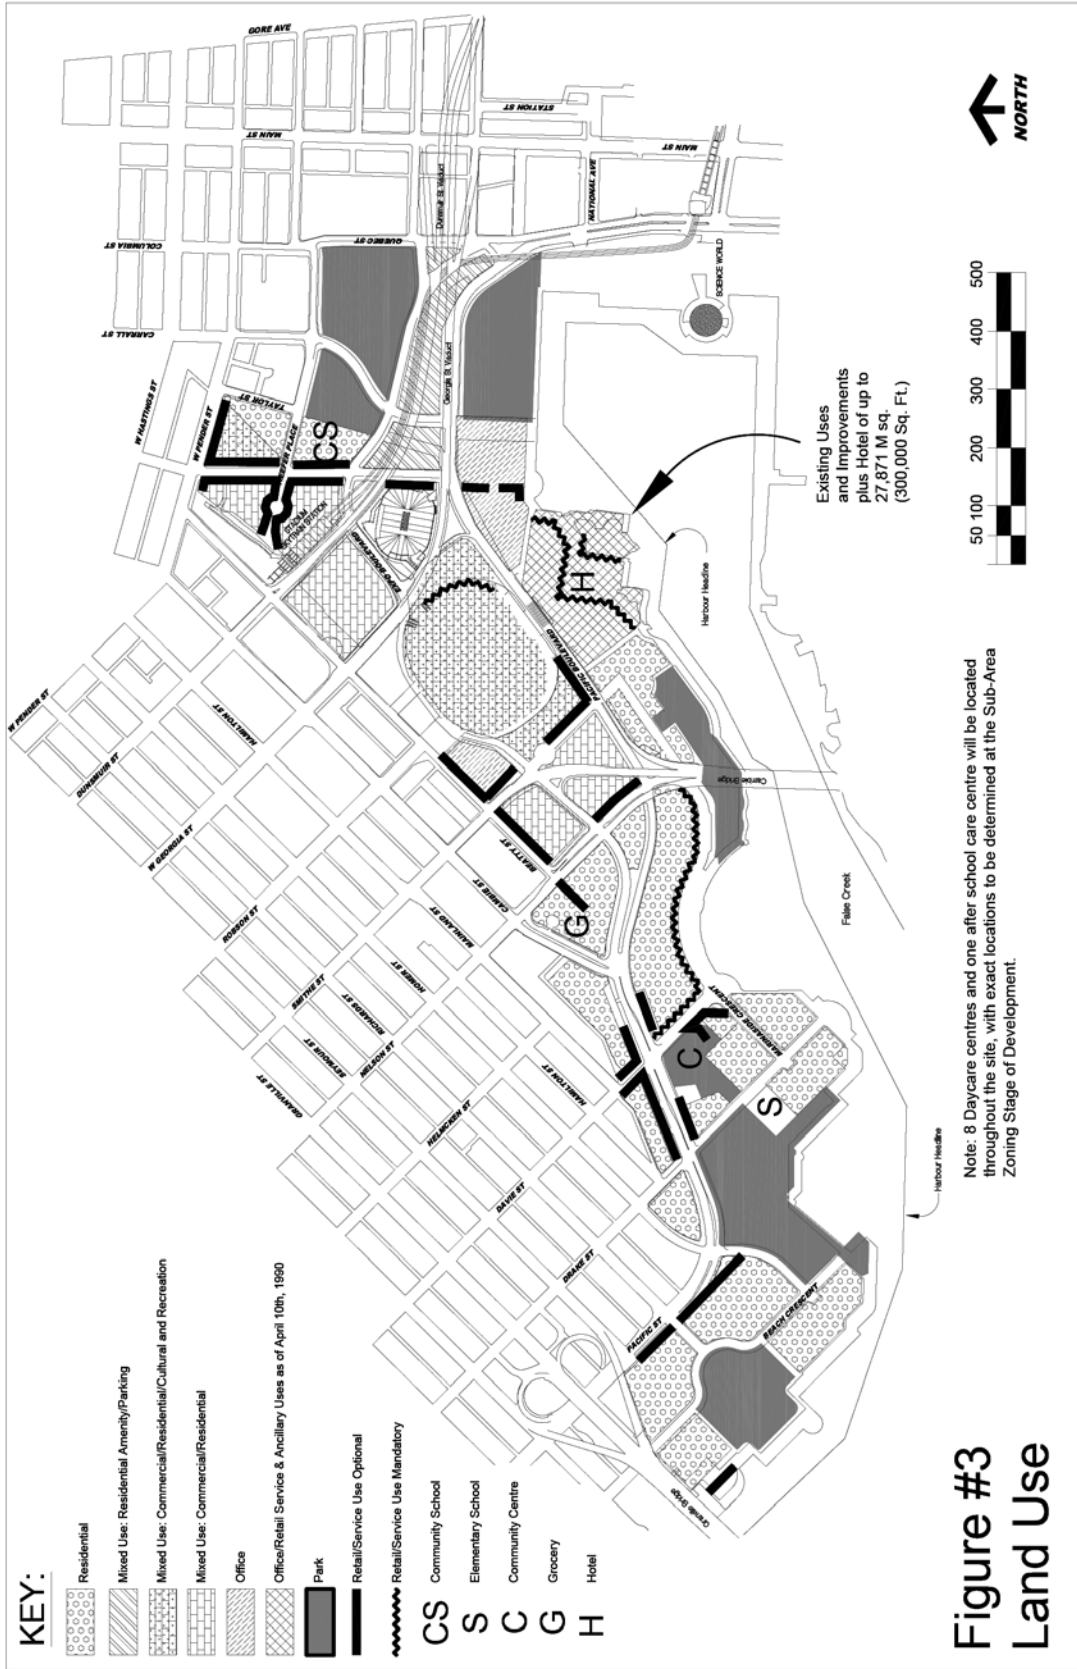 KEY:
Residential
Mixed Use: Residential Amenity/Parking
Mixed Use: Commercial/Residential/Cultural and Recreation
Mixed Use: Commercial/Residential
Office
Office/Retail Service & Ancillary Uses as of April 10th, 1990
Park
Retail/Service Use Optional
Retail/Service Use Mandatory
CS Community School
S Elementary School
C Community Centre
G Grocery
H Hotel
W PENDER ST
DUNSMUIR ST
HAMILTON ST
W GEORGIA ST
ROBSON ST
SMITHE ST
RICHARDS ST
HOMER ST
MAINLAND ST
CAMBIE ST
BEATTY ST
SEYMOUR ST
GRANVILLE ST
NELSON ST
HELMCKEN ST
HAMILTON ST
DAVIE ST
DRAKE ST
PACIFIC ST
Granville Bridge
BEACH CRESCENT
MARINASIDE CRESCENT
S
C
G
H
CS
Cambie Bridge
PACIFIC BOULEVARD
EXPO BOULEVARD
STADIUM
SKYTRAIN STATION
KEEFER PLACE
TAYLOR ST
W PENDER ST
W HASTINGS ST
CARRALL ST
COLUMBIA ST
MAIN ST
GORE AVE
QUEBEC ST
Dunsmuir St. Viaduct
Georgia St. Viaduct
STATION ST
NATIONAL AVE
MAIN ST
SCIENCE WORLD
Existing Uses
and Improvements
plus Hotel of up to
27,871 M sq.
(300,000 Sq. Ft.)
Harbour Headline
False Creek
Harbour Headline
NORTH
50 100 200 300 400 500
Note: 8 Daycare centres and one after school care centre will be located
throughout the site, with exact locations to be determined at the Sub-Area
Zoning Stage of Development.
Figure #3
Land Use